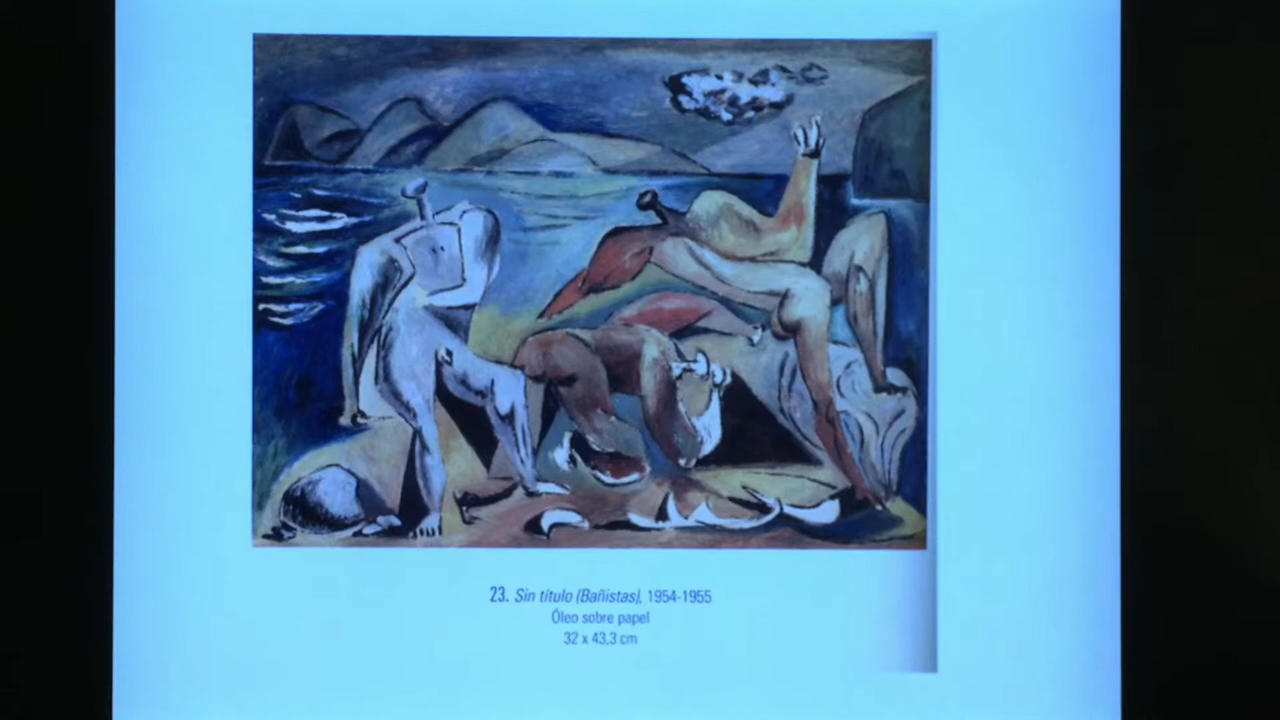 23. Sin título (Bañistas), 1954-1955
Óleo sobre papel
32 x 43,3 cm